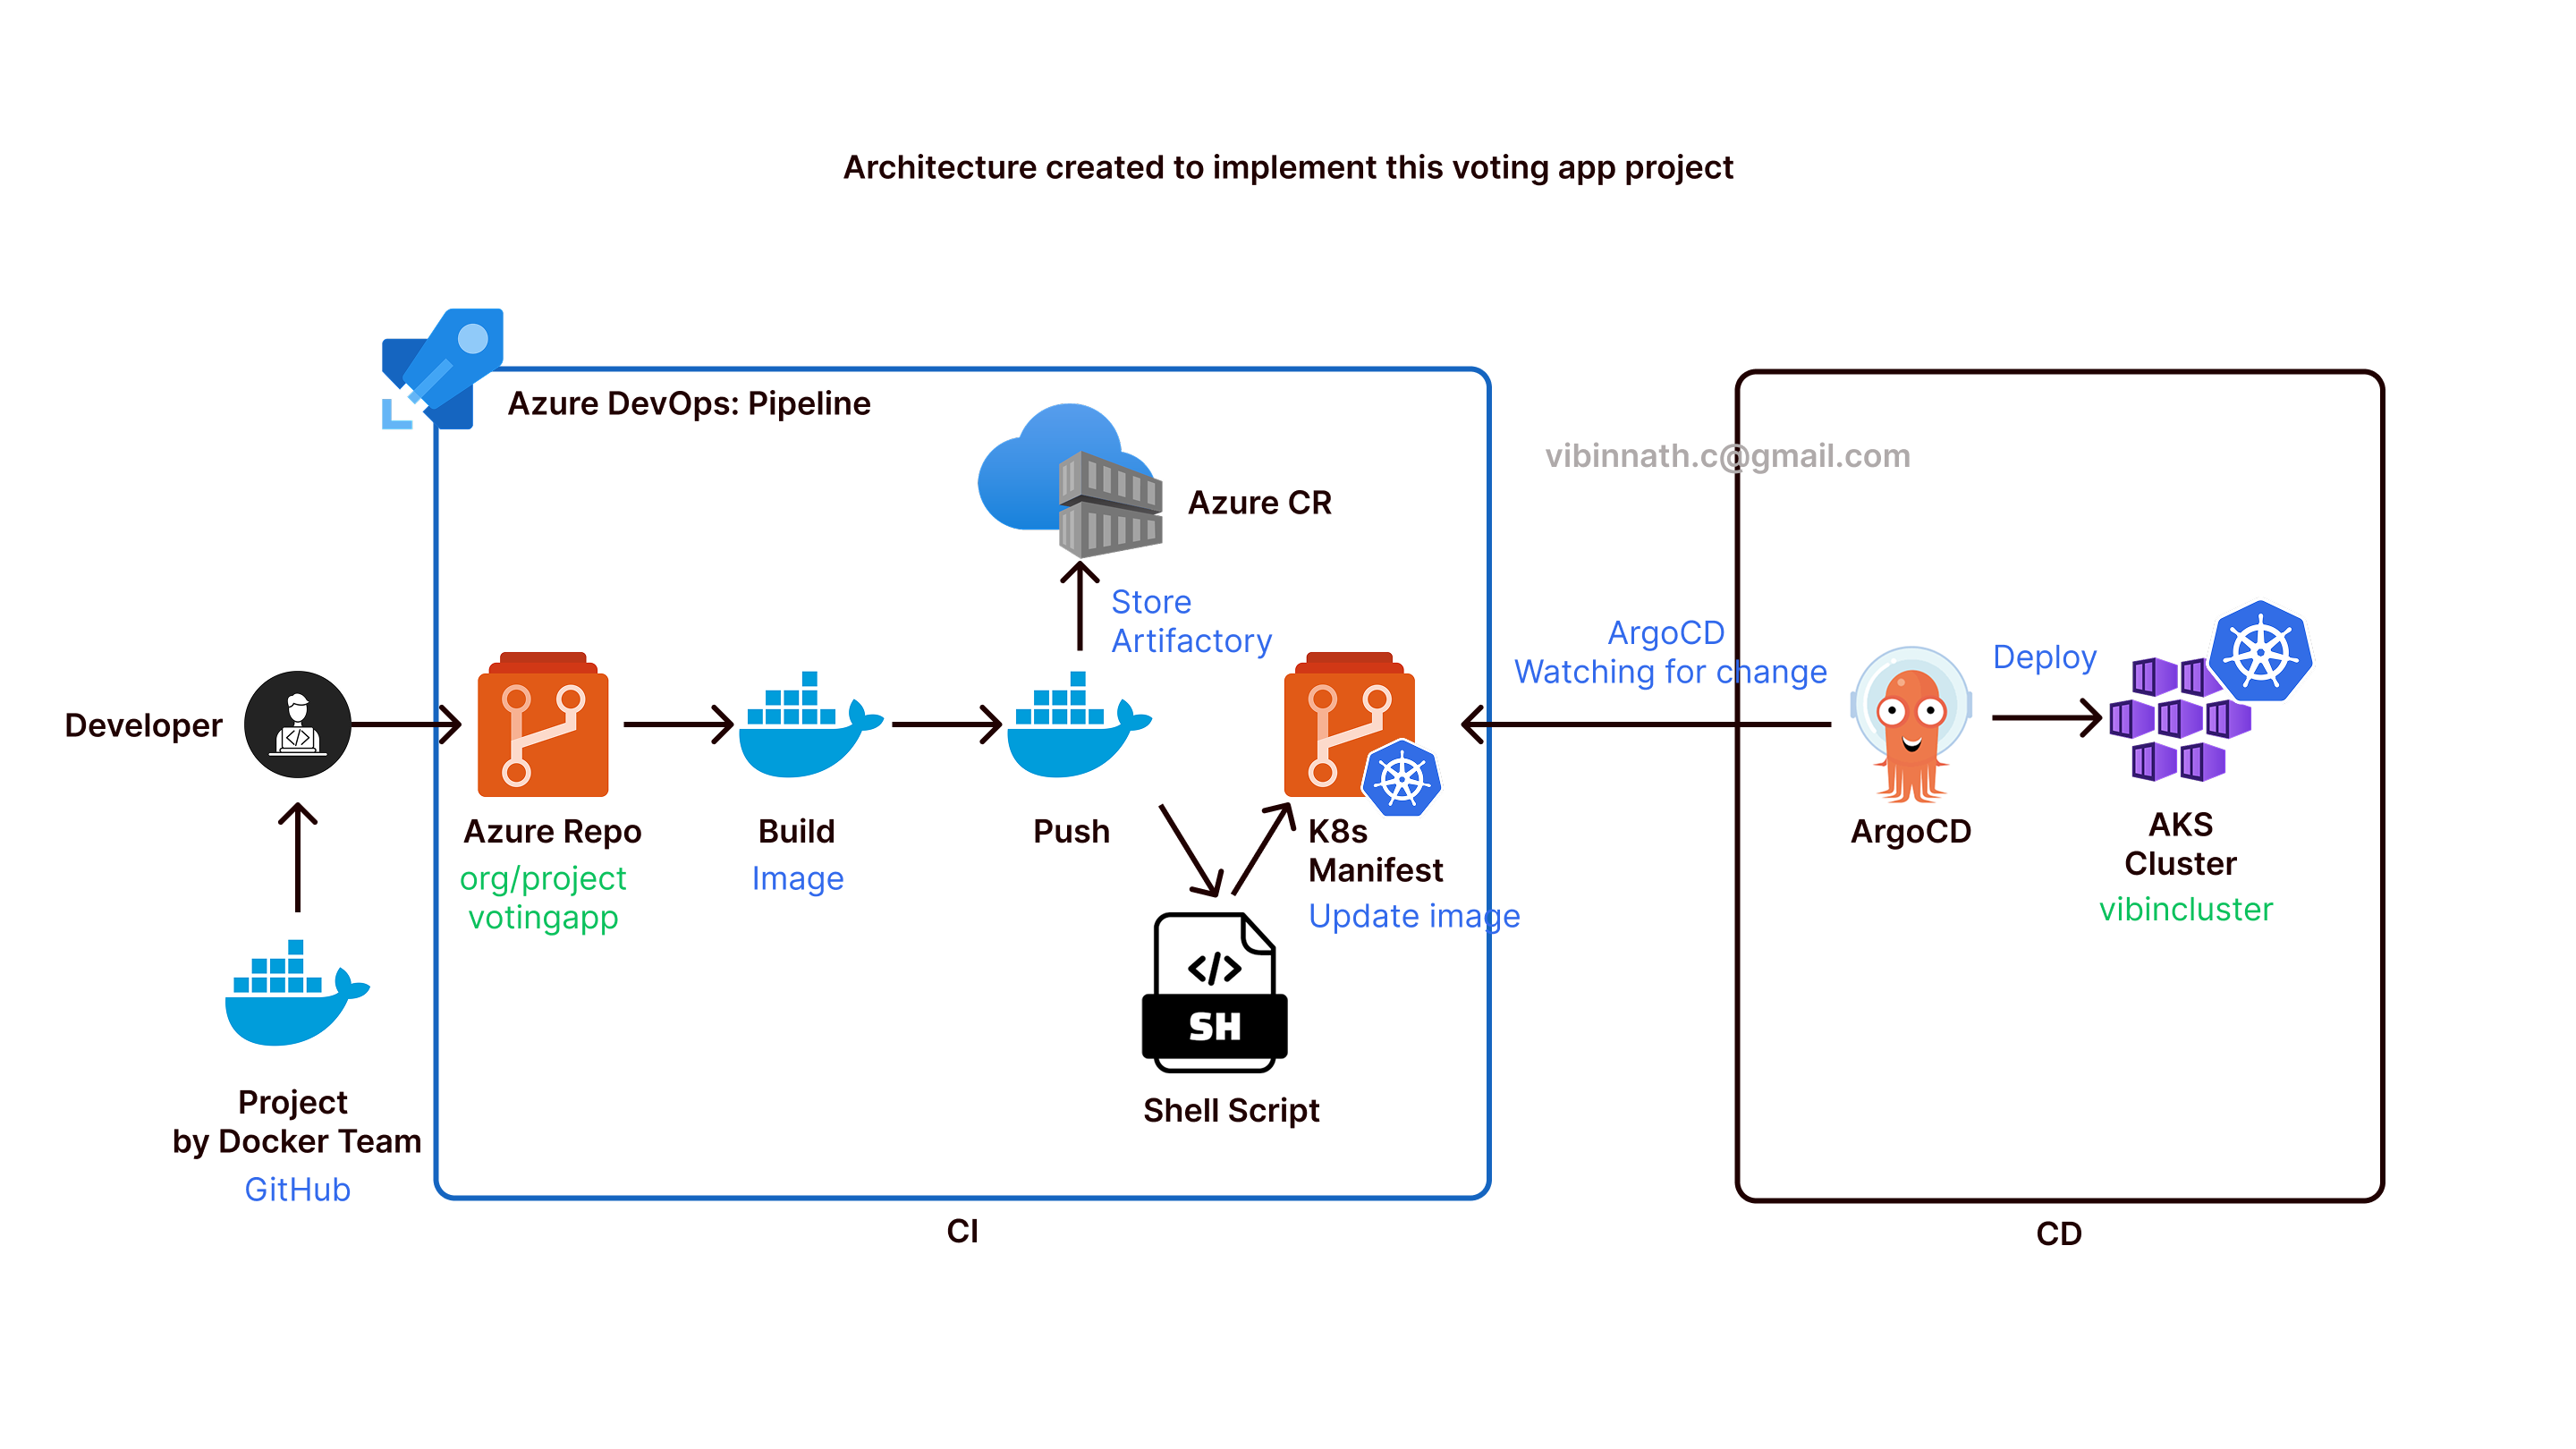 Architecture created to implement this voting app project
Azure DevOps: Pipeline
vibinnath.c@gmail.com
Azure CR
Store
Artifactory
ArgoCD
Watching for change
Deploy
Developer
Azure Repo
org/project
votingapp
Build
Image
Push
K8s
Manifest
Update image
ArgoCD
AKS
Cluster
vibincluster
</>
SH
Shell Script
Project
by Docker Team
GitHub
CI
CD